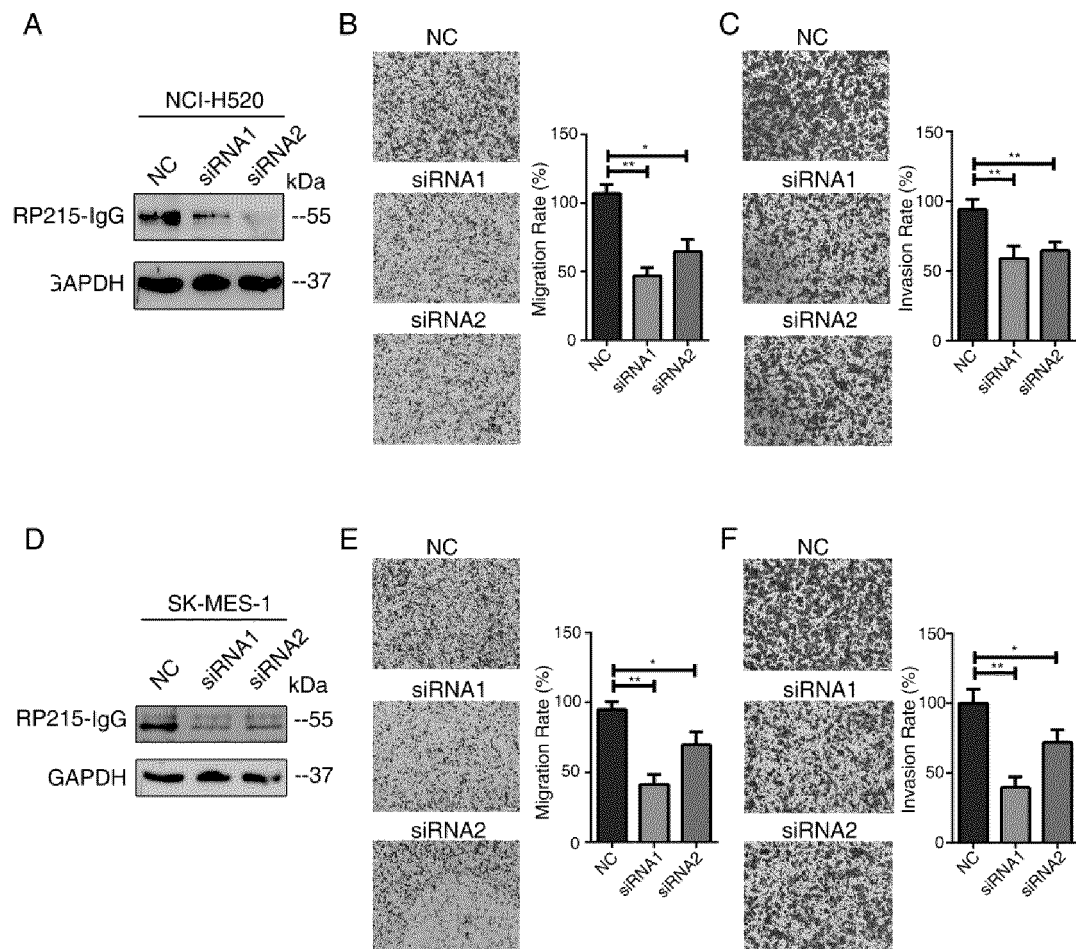 A
NCI-H520
NC
siRNA1
siRNA2
kDa
RP215-IgG
--55
GAPDH
--37
B
NC
siRNA1
siRNA2
Migration Rate (%)
150
100
50
0
*
**
NC
siRNA1
siRNA2
C
NC
siRNA1
siRNA2
Invasion Rate (%)
150
100
50
0
**
**
NC
siRNA1
siRNA2
D
SK-MES-1
NC
siRNA1
siRNA2
kDa
RP215-IgG
--55
GAPDH
--37
E
NC
siRNA1
siRNA2
Migration Rate (%)
150
100
50
0
*
**
NC
siRNA1
siRNA2
F
NC
siRNA1
siRNA2
Invasion Rate (%)
150
100
50
0
*
**
NC
siRNA1
siRNA2